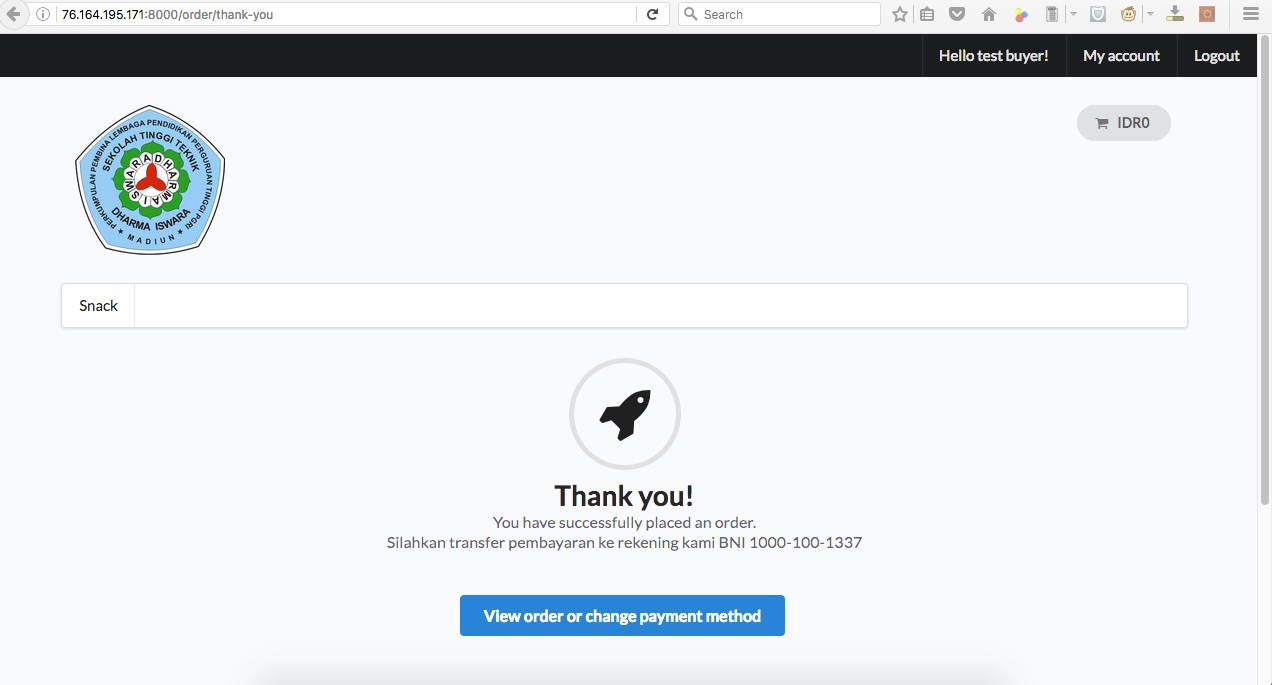 76.164.195.171:8000/order/thank-you
Search
Hello test buyer!
My account
Logout
PERKUMPULAN PEMBINA LEMBAGA PENDIDIKAN PERGURUAN TINGGI PGRI
SEKOLAH TINGGI TEKNIK
DHARMA ISWARA
DHARMA ISWARA
★ MADIUN ★
IDR0
Snack
Thank you!
You have successfully placed an order.
Silahkan transfer pembayaran ke rekening kami BNI 1000-100-1337
View order or change payment method